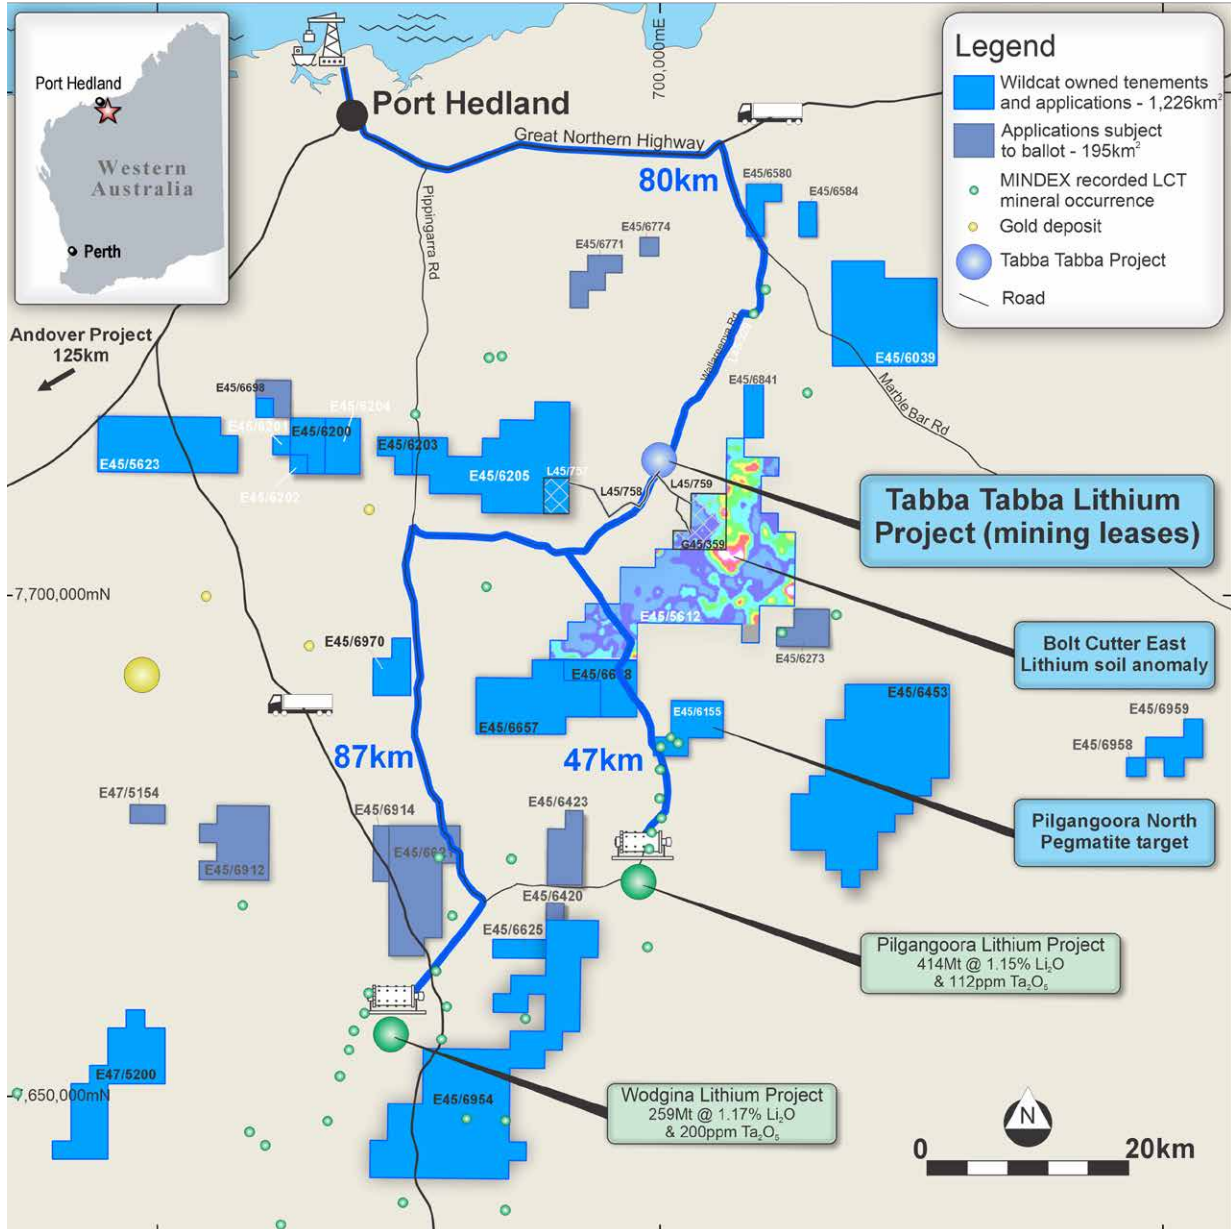 Port Hedland
Western
Australia
Perth
700,000mE
Legend
Wildcat owned tenements
and applications - 1,226km²
Applications subject
to ballot - 195km²
MINDEX recorded LCT
mineral occurrence
Gold deposit
Tabba Tabba Project
Road
Port Hedland
Great Northern Highway
80km
Pippingarra Rd
E45/6580
E45/6584
E45/6774
E45/6771
E45/6039
Wallareenya Rd
Marble Bar Rd
Andover Project
125km
E45/6698
E45/6841
E45/6204
E45/6201
E45/6200
E45/6203
E45/5623
E45/6202
E45/6205
L45/757
L45/758
L45/759
G45/359
Tabba Tabba Lithium
Project (mining leases)
7,700,000mN
E45/5612
E45/6273
Bolt Cutter East
Lithium soil anomaly
E45/6970
E45/6657
E45/6155
E45/6453
E45/6959
E45/6958
87km
47km
E47/5154
E45/6914
E45/6423
Pilgangoora North
Pegmatite target
E45/6912
E45/6420
E45/6625
Pilgangoora Lithium Project
414Mt @ 1.15% Li₂O
& 112ppm Ta₂O₅
E47/5200
7,650,000mN
E45/6954
Wodgina Lithium Project
259Mt @ 1.17% Li₂O
& 200ppm Ta₂O₅
N
0
20km